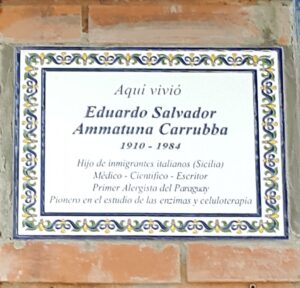 Aquí vivió
Eduardo Salvador
Ammatuna Carrubba
1910 - 1984
Hijo de inmigrantes italianos (Sicilia)
Médico - Científico - Escritor
Primer Alergista del Paraguay
Pionero en el estudio de las enzimas y celuloterapia